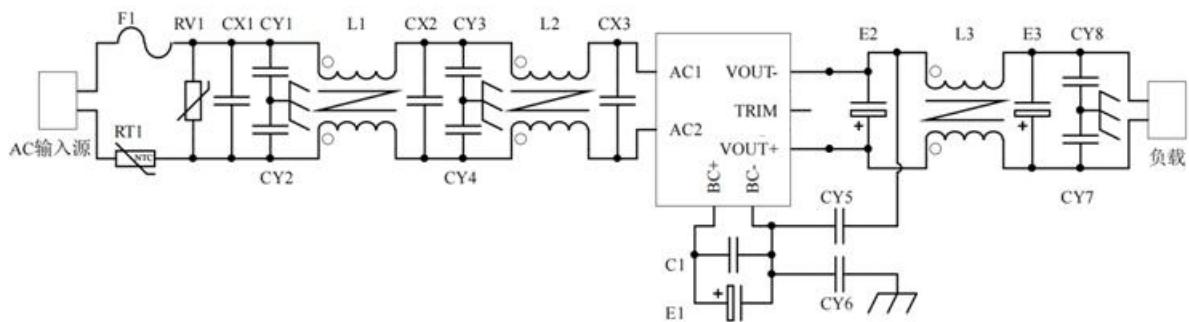 F1
RV1
CX1
CY1
L1
CX2
CY3
L2
CX3
E2
L3
E3
CY8
AC1
VOUT-
TRIM
AC2
VOUT+
BC+
BC-
AC输入源
RT1
NTC
CY2
CY4
+
+
负载
CY7
CY5
C1
+
E1
CY6